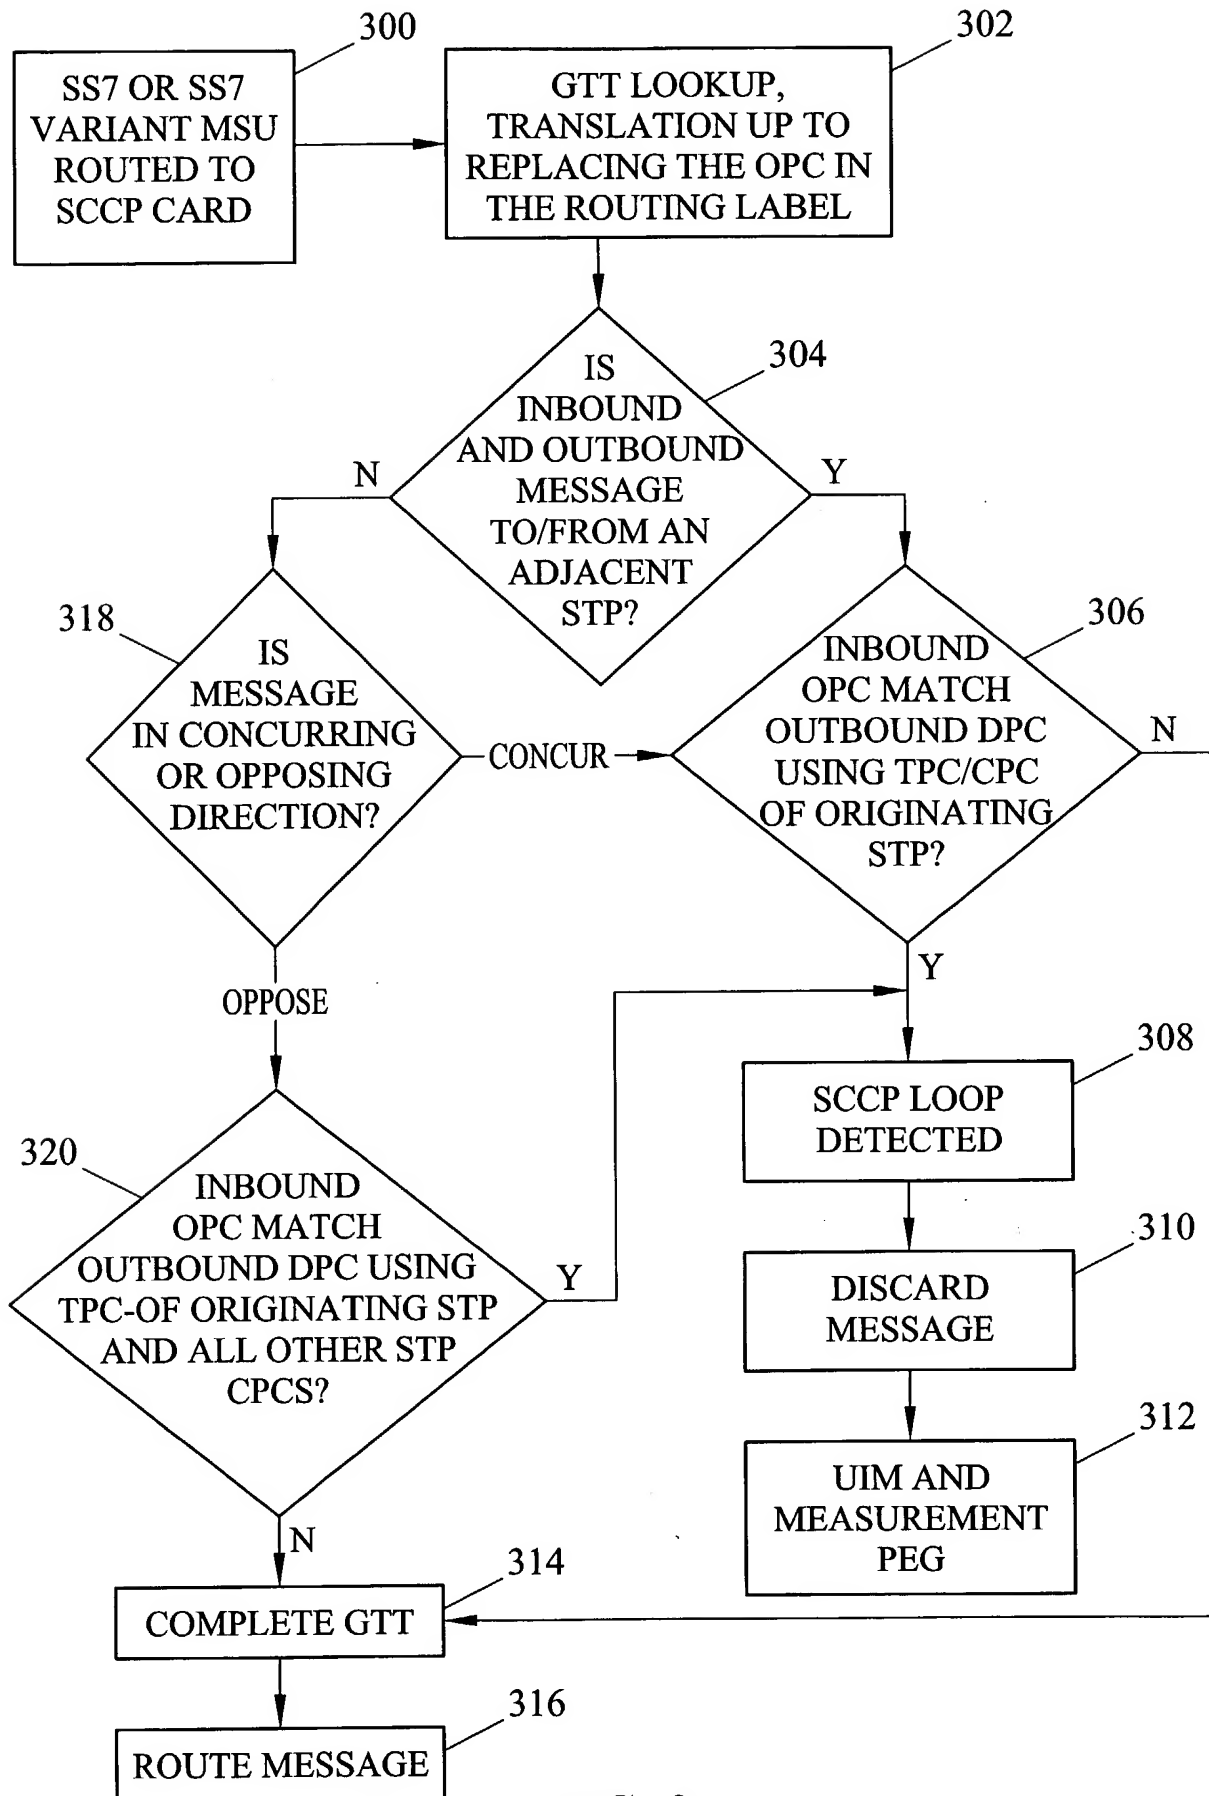 300
SS7 OR SS7
VARIANT MSU
ROUTED TO
SCCP CARD
302
GTT LOOKUP,
TRANSLATION UP TO
REPLACING THE OPC IN
THE ROUTING LABEL
304
IS
INBOUND
AND OUTBOUND
MESSAGE
TO/FROM AN
ADJACENT
STP?
N
Y
318
IS
MESSAGE
IN CONCURRING
OR OPPOSING
DIRECTION?
CONCUR
306
INBOUND
OPC MATCH
OUTBOUND DPC
USING TPC/CPC
OF ORIGINATING
STP?
N
Y
OPPOSE
308
SCCP LOOP
DETECTED
320
INBOUND
OPC MATCH
OUTBOUND DPC USING
TPC-OF ORIGINATING STP
AND ALL OTHER STP
CPCS?
Y
310
DISCARD
MESSAGE
312
UIM AND
MEASUREMENT
PEG
N
314
COMPLETE GTT
316
ROUTE MESSAGE